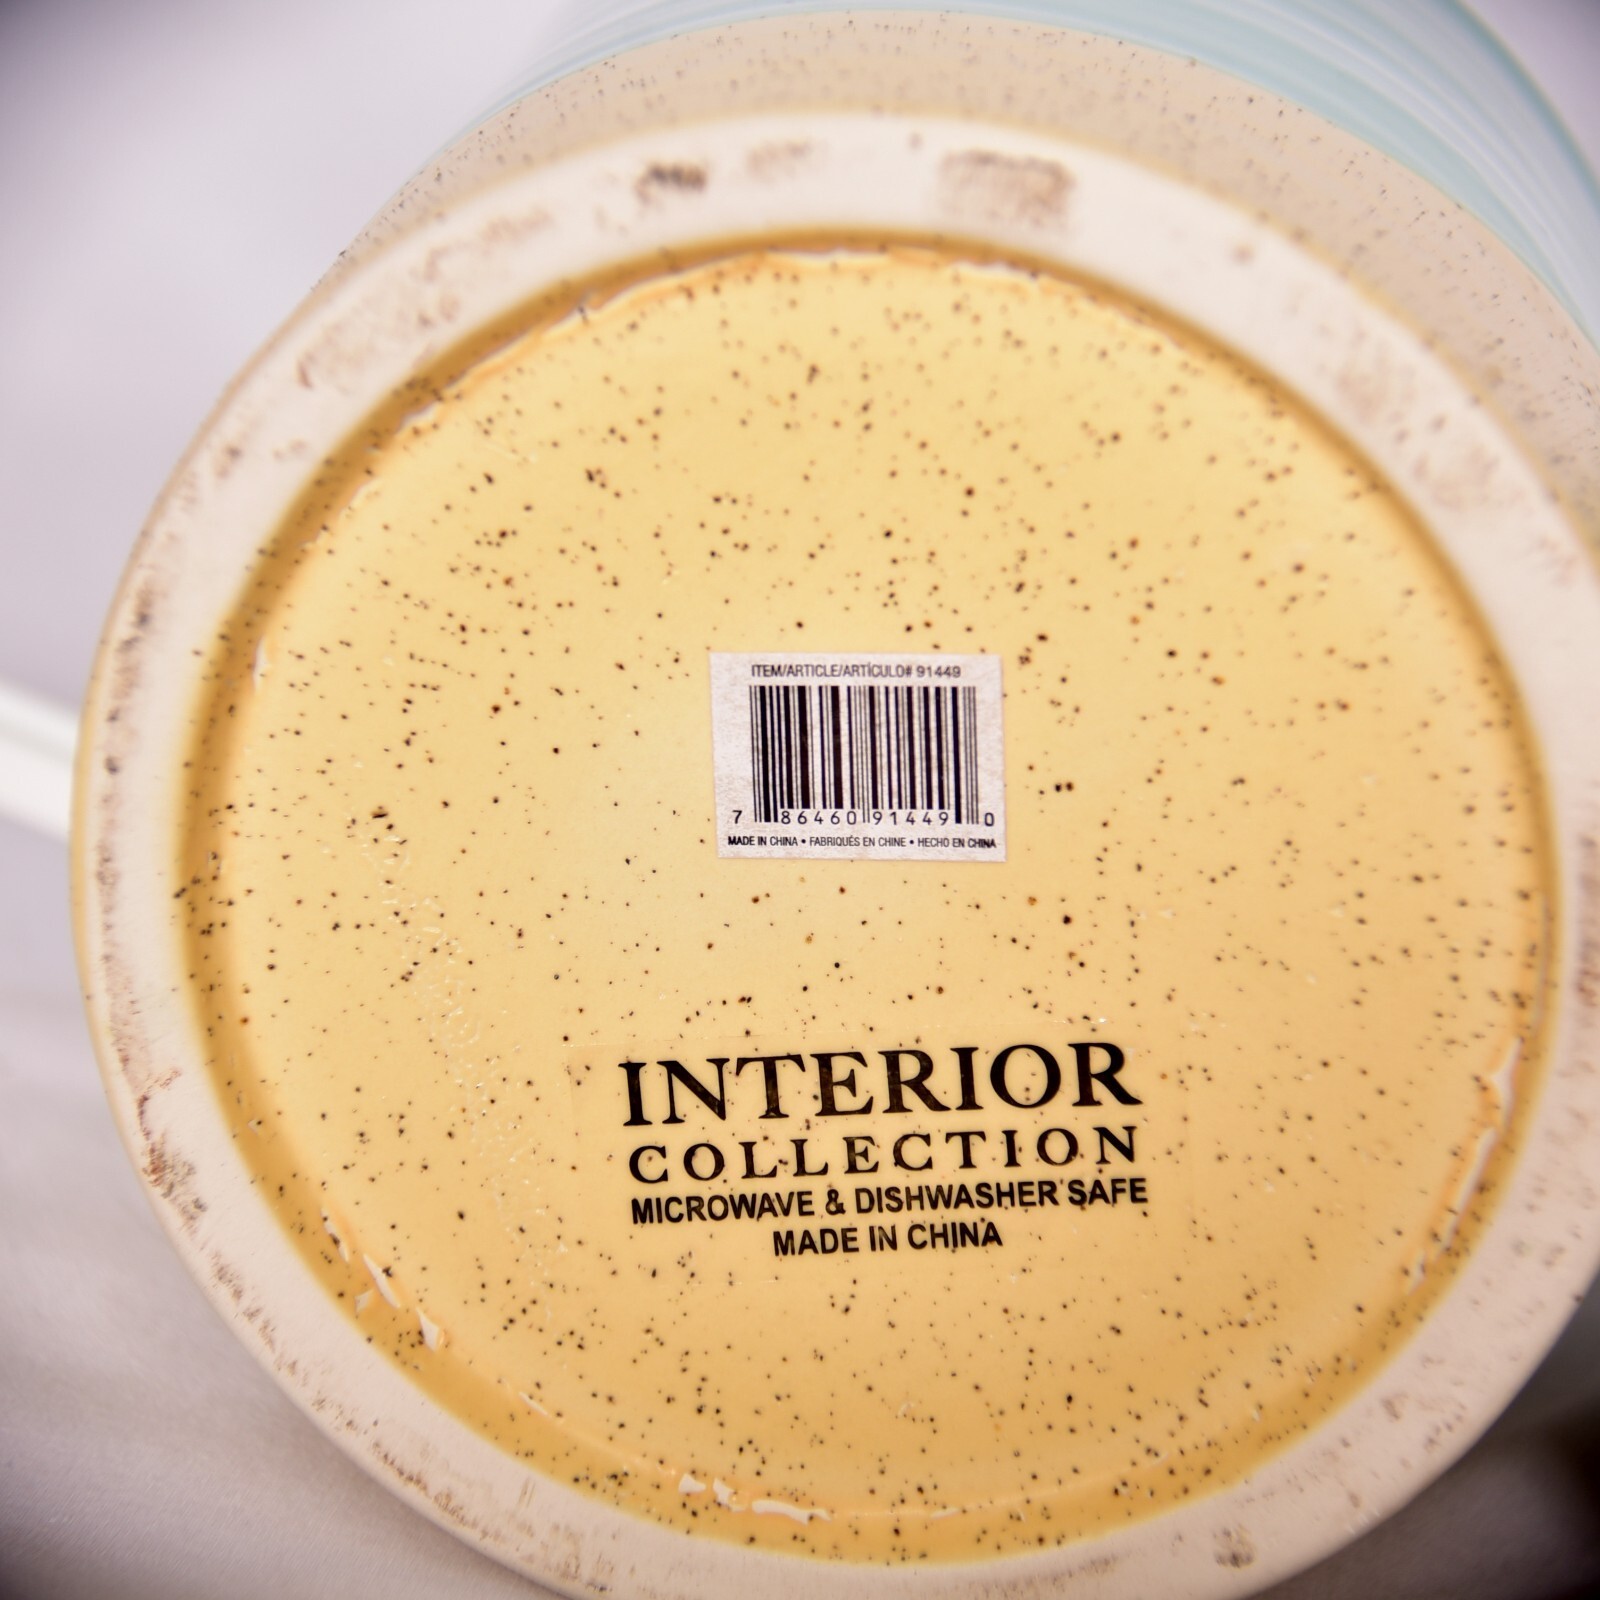 ITEM/ARTICLE/ARTÍCULO# 91449
7 86460 91449 0
MADE IN CHINA • FABRIQUÉS EN CHINE • HECHO EN CHINA
INTERIOR
COLLECTION
MICROWAVE & DISHWASHER SAFE
MADE IN CHINA